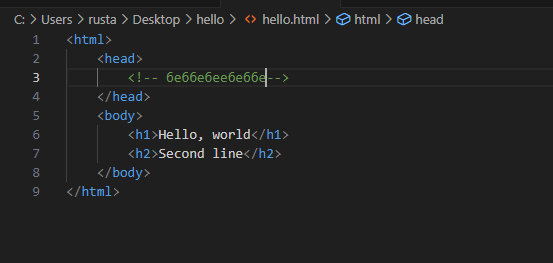 C: > Users > rusta > Desktop > hello > hello.html > html > head
1 <html>
2 <head>
3 <!-- 6e66e6ee6e66e-->
4 </head>
5 <body>
6 <h1>Hello, world</h1>
7 <h2>Second line</h2>
8 </body>
9 </html>